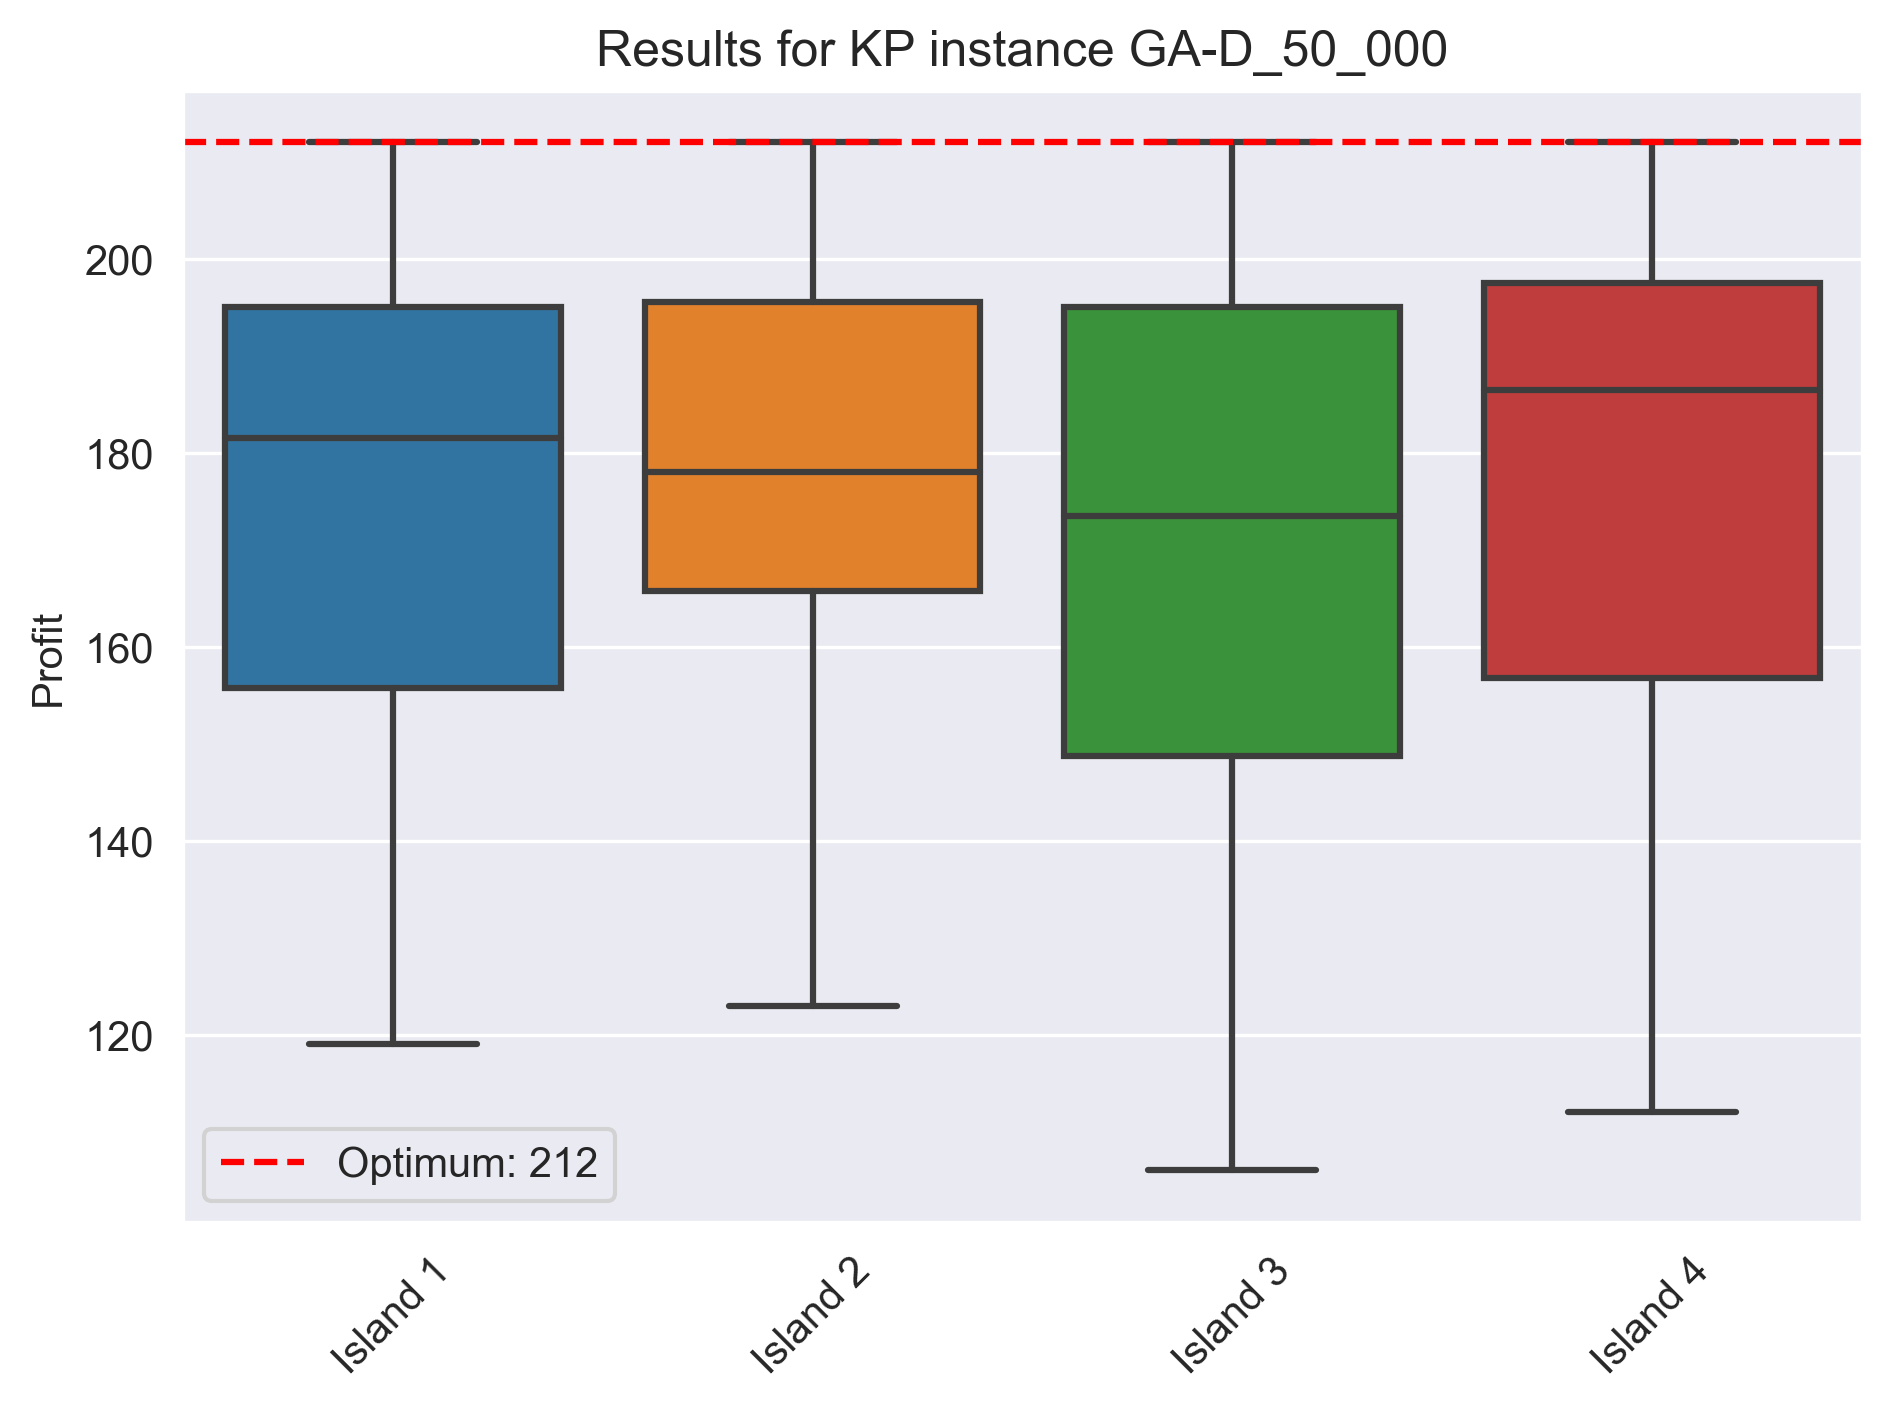 Results for KP instance GA-D_50_000
Profit
200
180
160
140
120
Optimum: 212
Island 1
Island 2
Island 3
Island 4